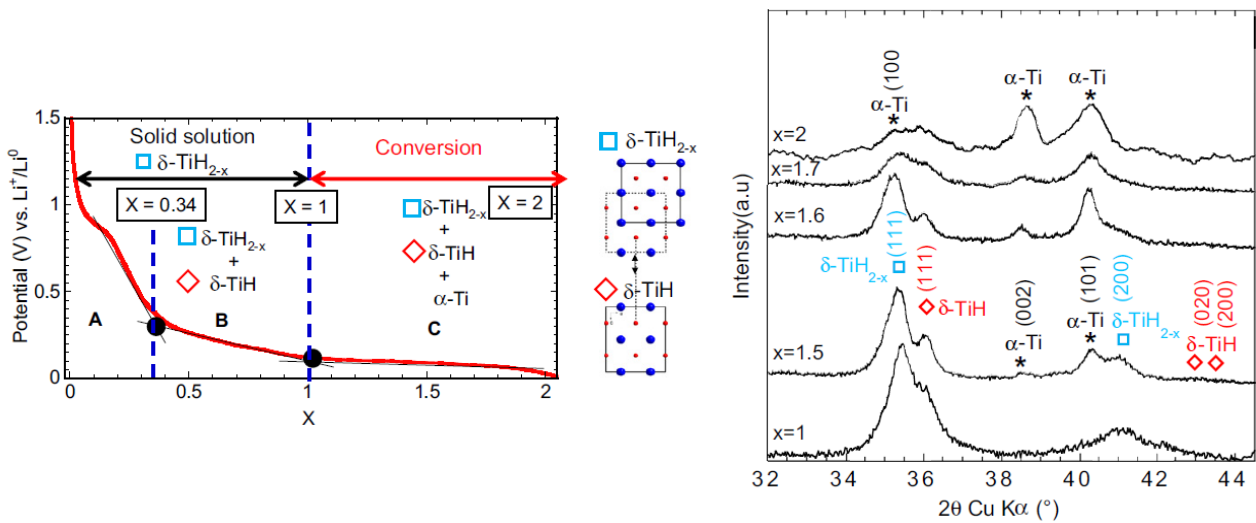 1.5
1
0.5
0
Potential (V) vs. Li⁺/Li⁰
Solid solution
δ-TiH₂₋ₓ
Conversion
X = 0.34
X = 1
X = 2
δ-TiH₂₋ₓ
+
δ-TiH
δ-TiH₂₋ₓ
+
δ-TiH
+
α-Ti
A
B
C
0
0.5
1
1.5
2
X
δ-TiH₂₋ₓ
δ-TiH
Intensity(a.u)
x=2
x=1.7
x=1.6
x=1.5
x=1
α-Ti (100
*
α-Ti
*
α-Ti
*
δ-TiH₂₋ₓ (111)
(111) δ-TiH
(002)
α-Ti
*
(101)
α-Ti
*
(200)
δ-TiH₂₋ₓ
(020)
(200)
δ-TiH
32 35 36 38 40 42 44
2θ Cu Kα (°)